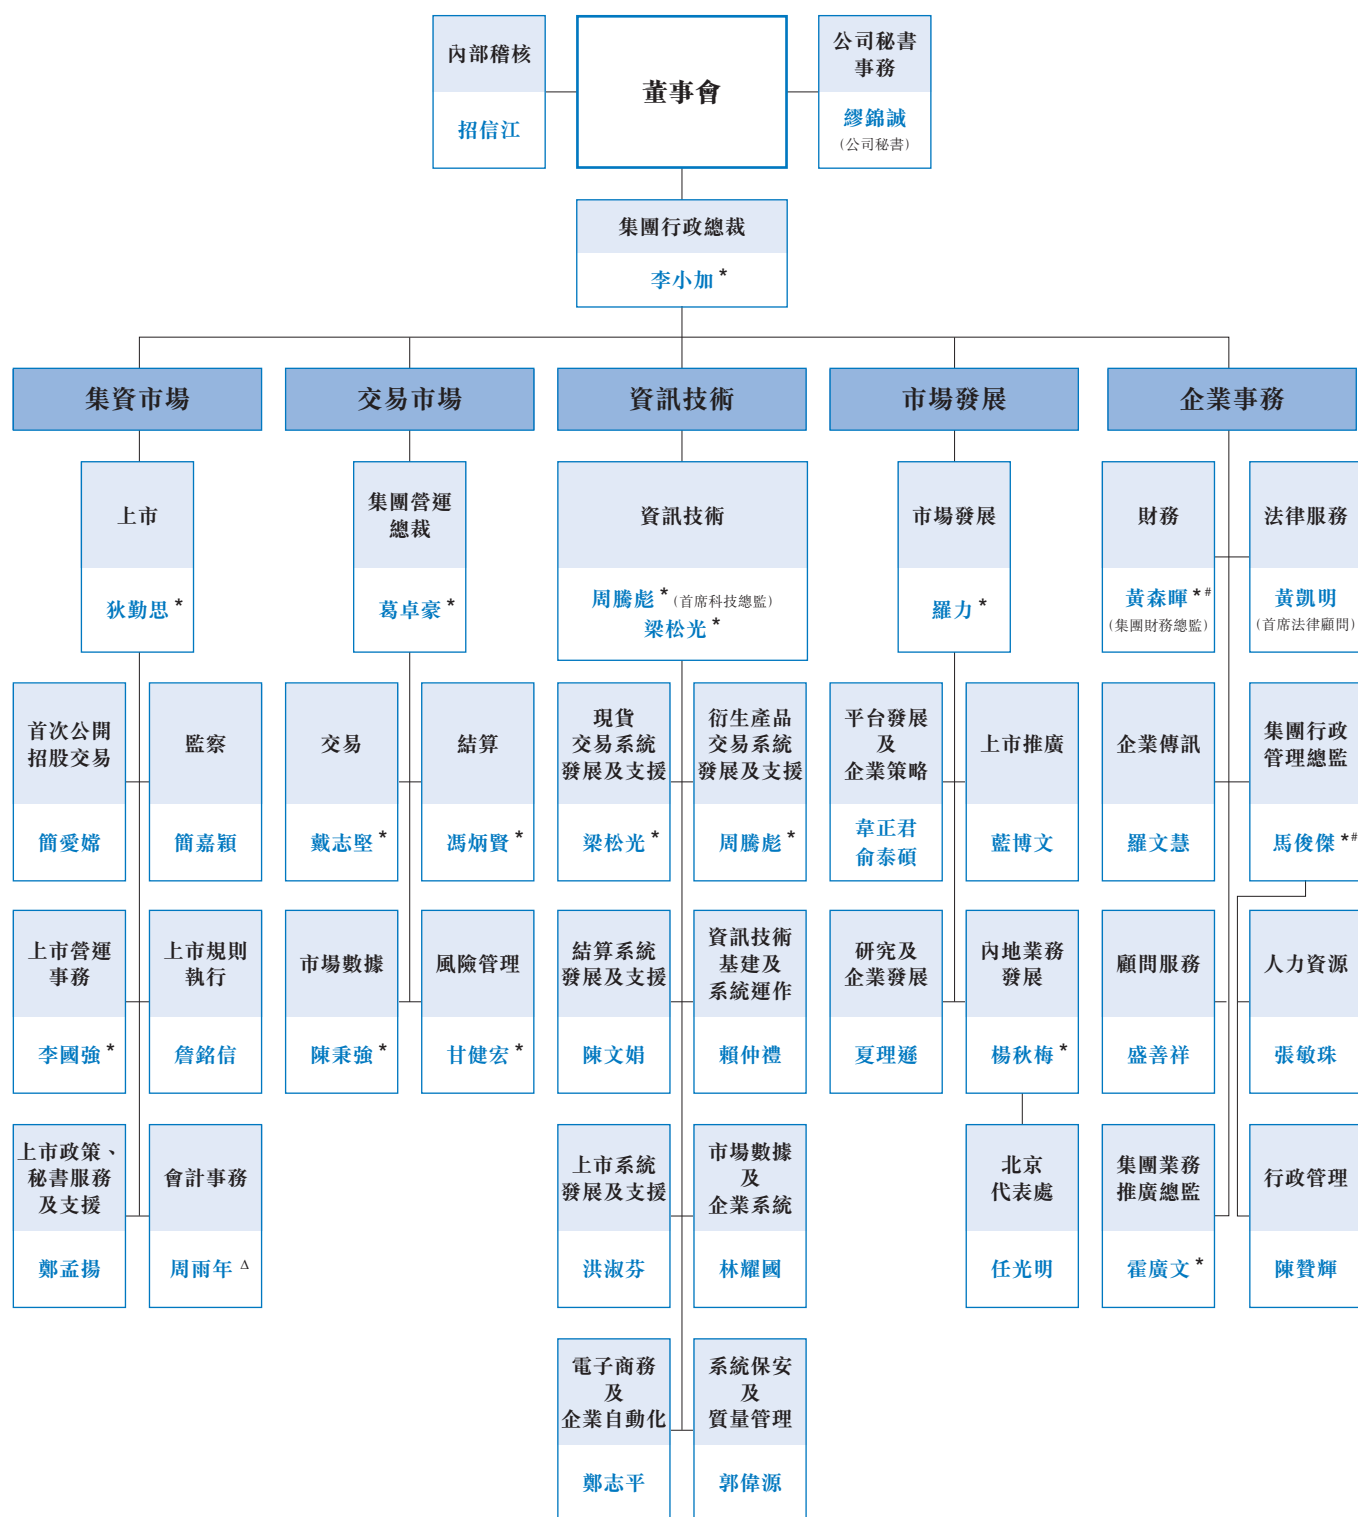 內部稽核
招信江
董事會
公司秘書
事務
繆錦誠
(公司秘書)
集團行政總裁
李小加 *
集資市場
交易市場
資訊技術
市場發展
企業事務
上市
狄勤思 *
集團營運
總裁
葛卓豪 *
資訊技術
周騰彪 * (首席科技總監)
梁松光 *
市場發展
羅力 *
財務
黃森暉 * #
(集團財務總監)
法律服務
黃凱明
(首席法律顧問)
首次公開
招股交易
簡愛嫦
監察
簡嘉穎
交易
戴志堅 *
結算
馮炳賢 *
現貨
交易系統
發展及支援
梁松光 *
衍生產品
交易系統
發展及支援
周騰彪 *
平台發展
及
企業策略
韋正君
俞泰碩
上市推廣
藍博文
企業傳訊
羅文慧
集團行政
管理總監
馬俊傑 * #
上市營運
事務
李國強 *
上市規則
執行
詹銘信
市場數據
陳秉強 *
風險管理
甘健宏 *
結算系統
發展及支援
陳文娟
資訊技術
基建及
系統運作
賴仲禮
研究及
企業發展
夏理遜
內地業務
發展
楊秋梅 *
顧問服務
盛善祥
人力資源
張敏珠
上市政策、
秘書服務
及支援
鄭孟揚
會計事務
周雨年 Δ
上市系統
發展及支援
洪淑芬
市場數據
及
企業系統
林耀國
北京
代表處
任光明
集團業務
推廣總監
霍廣文 *
行政管理
陳贊輝
電子商務
及
企業自動化
鄭志平
系統保安
及
質量管理
郭偉源